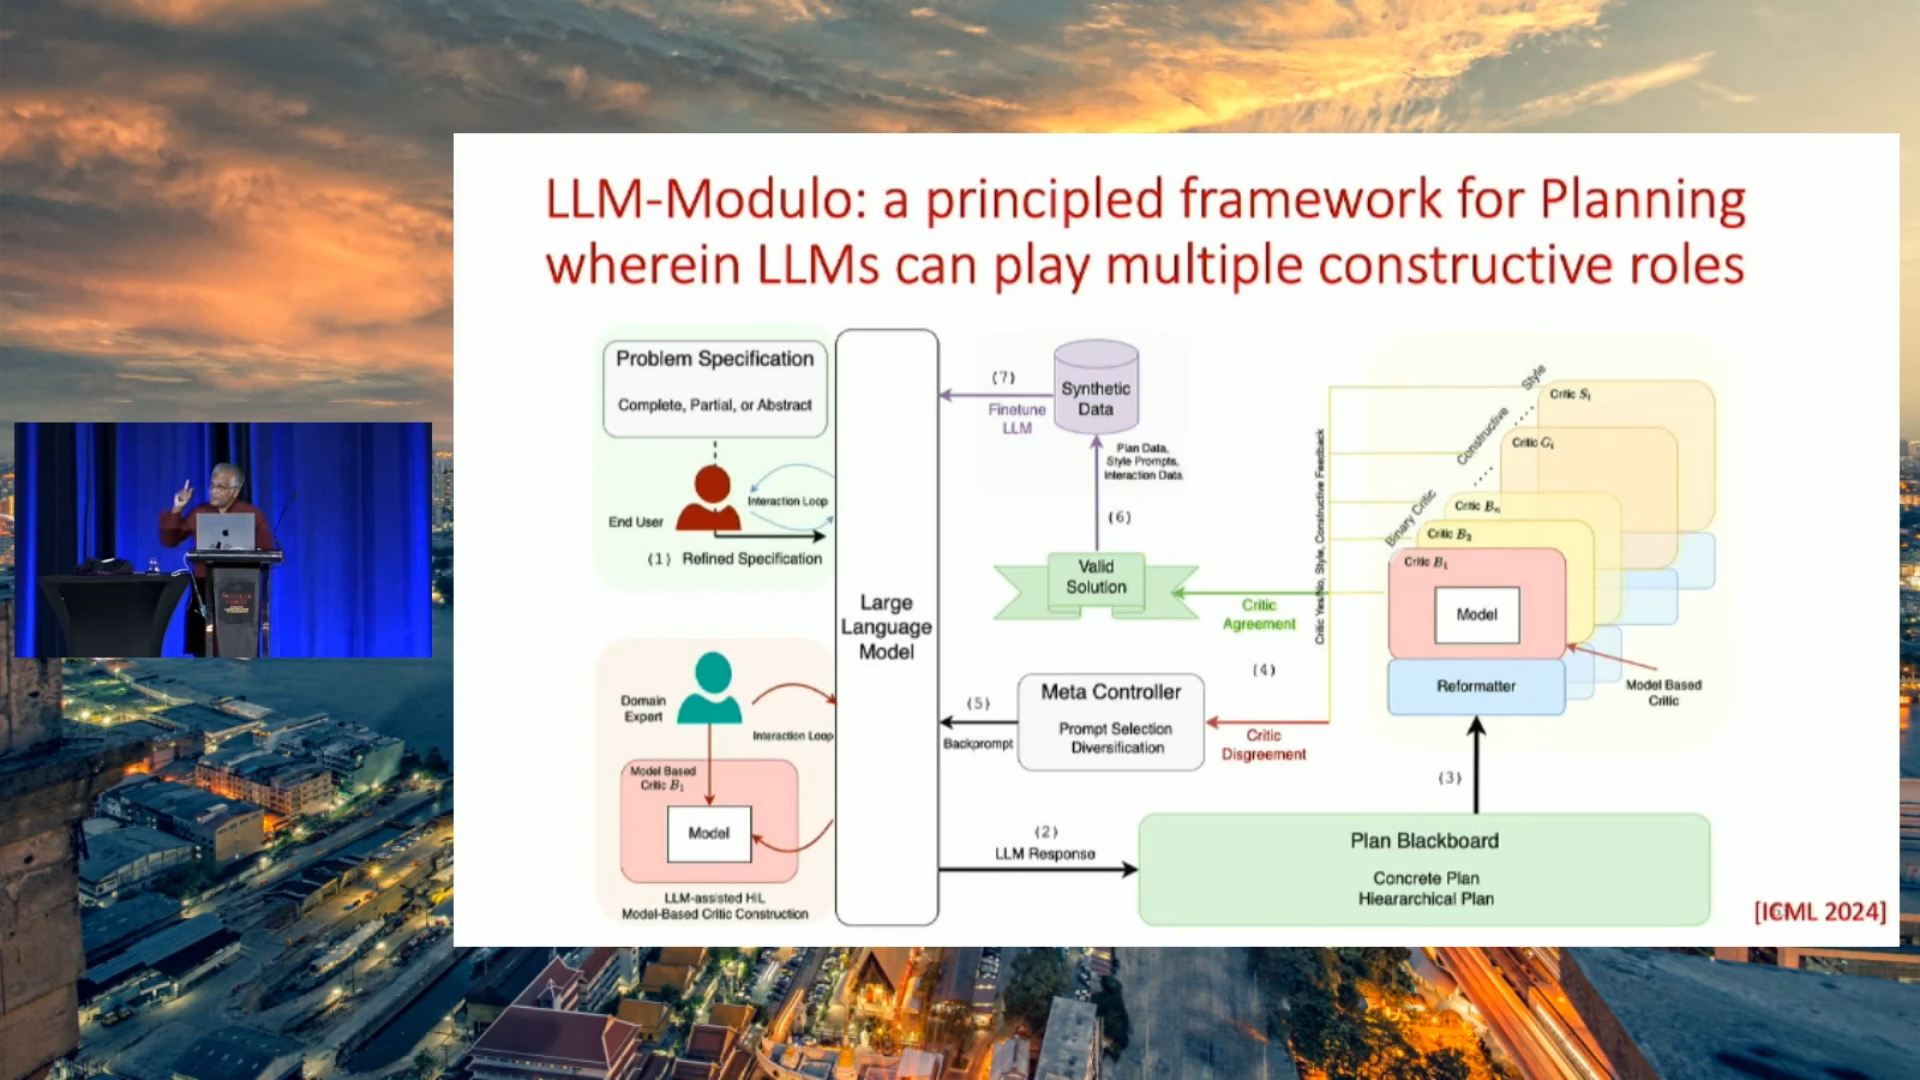 LLM-Modulo: a principled framework for Planning
wherein LLMs can play multiple constructive roles
Problem Specification
Complete, Partial, or Abstract
End User
Interaction Loop
(1) Refined Specification
Domain
Expert
Interaction Loop
Model Based
Critic B₁
Model
LLM-assisted HIL
Model-Based Critic Construction
Large
Language
Model
(7)
Finetune
LLM
Synthetic
Data
Plan Data,
Style Prompts,
Interaction Data
(6)
Valid
Solution
Critic
Agreement
(4)
Critic Yes/No, Style, Constructive Feedback
(5)
Backprompt
Meta Controller
Prompt Selection
Diversification
Critic
Disgreement
(2)
LLM Response
Plan Blackboard
Concrete Plan
Hieararchical Plan
(3)
Style
Constructive
Binary Critic
Critic Sᵢ
Critic Gᵢ
Critic Bₙ
Critic B₂
Critic B₁
Model
Reformatter
Model Based
Critic
[ICML 2024]